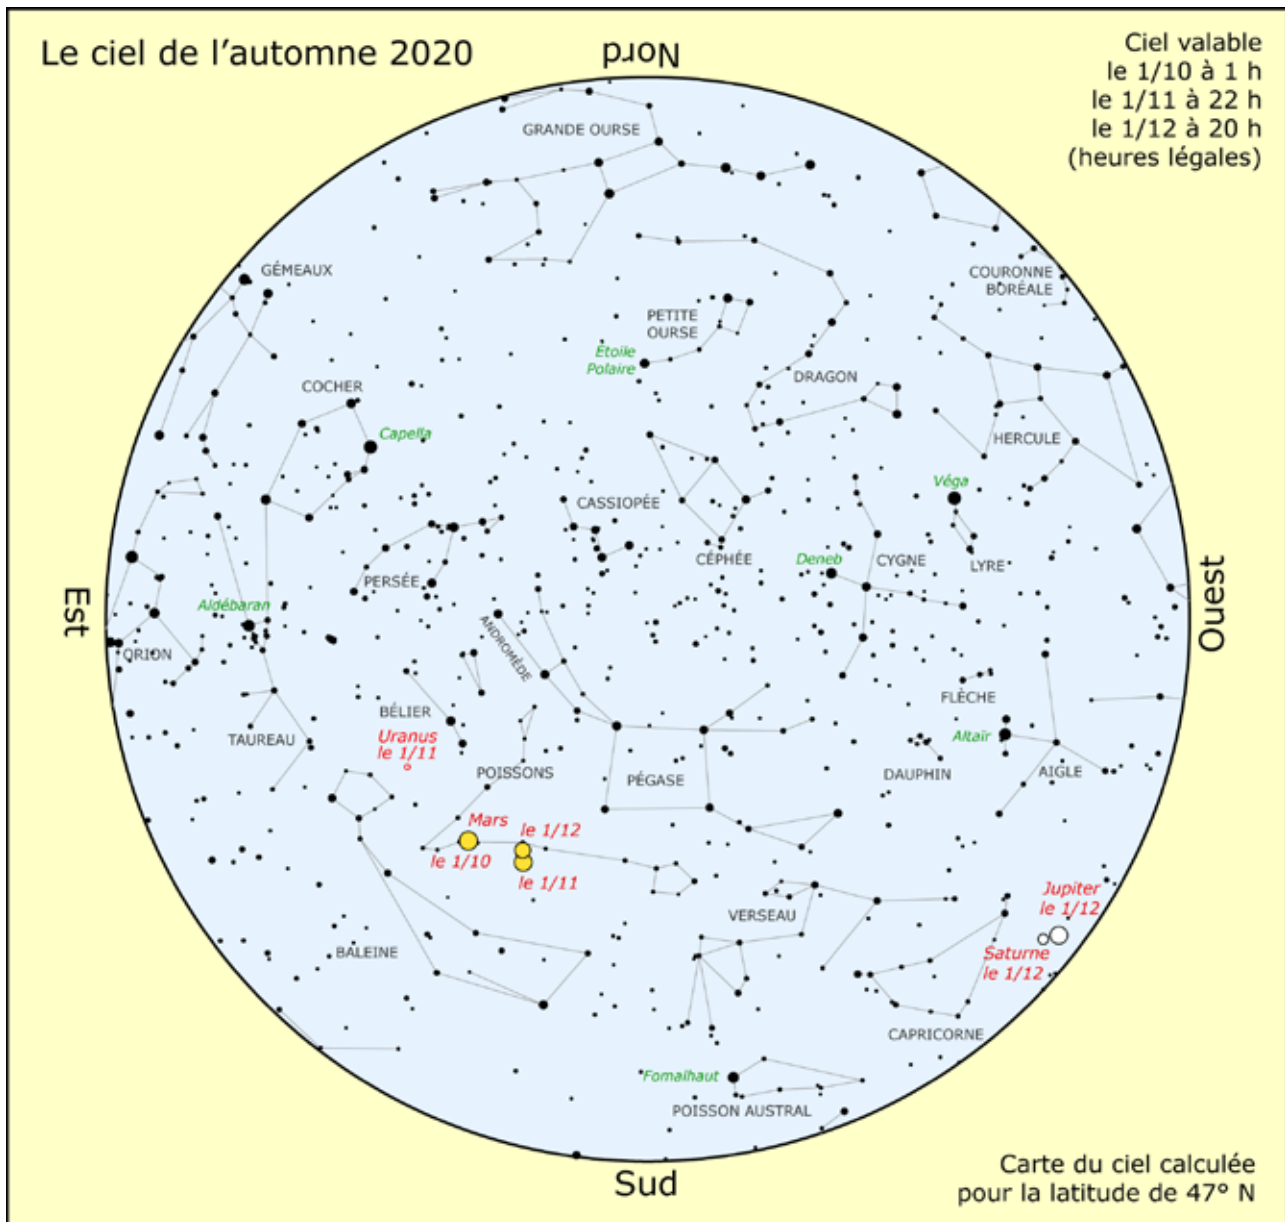 Le ciel de l'automne 2020
Nord
Ciel valable
le 1/10 à 1 h
le 1/11 à 22 h
le 1/12 à 20 h
(heures légales)
GRANDE OURSE
GÉMEAUX
COURONNE
BORÉALE
PETITE
OURSE
Étoile
Polaire
DRAGON
COCHER
Capella
HERCULE
Véga
CASSIOPÉE
CÉPHÉE
Deneb
CYGNE
LYRE
PERSÉE
Est
Ouest
Aldébaran
ORION
ANDROMÈDE
FLÈCHE
BÉLIER
Uranus
le 1/11
TAUREAU
Altaïr
POISSONS
PÉGASE
DAUPHIN
AIGLE
Mars
le 1/12
le 1/10
le 1/11
Jupiter
le 1/12
VERSEAU
BALEINE
Saturne
le 1/12
CAPRICORNE
Fomalhaut
POISSON AUSTRAL
Sud
Carte du ciel calculée
pour la latitude de 47° N